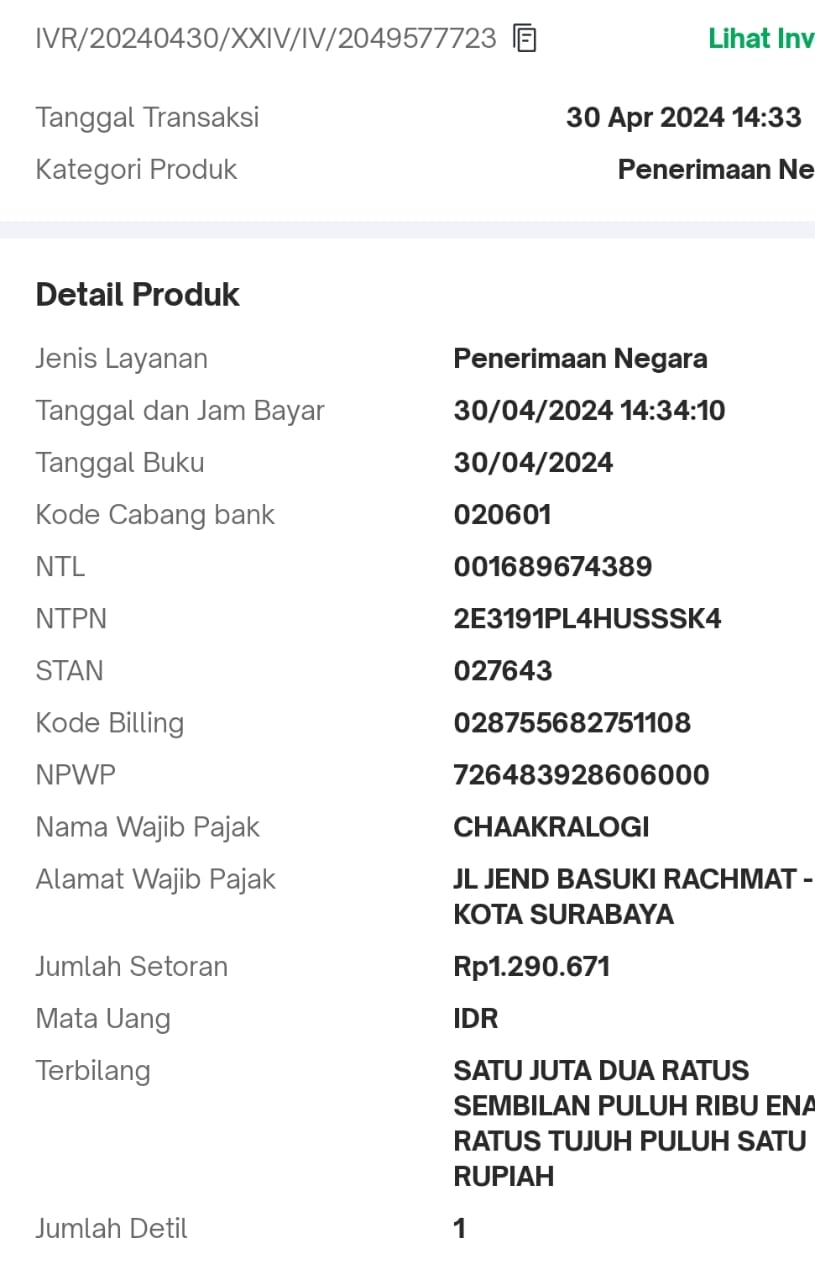 IVR/20240430/XXIV/IV/2049577723 Lihat Inv
Tanggal Transaksi 30 Apr 2024 14:33
Kategori Produk Penerimaan Ne
Detail Produk
Jenis Layanan Penerimaan Negara
Tanggal dan Jam Bayar 30/04/2024 14:34:10
Tanggal Buku 30/04/2024
Kode Cabang bank 020601
NTL 001689674389
NTPN 2E3191PL4HUSSSK4
STAN 027643
Kode Billing 028755682751108
NPWP 726483928606000
Nama Wajib Pajak CHAAKRALOGI
Alamat Wajib Pajak JL JEND BASUKI RACHMAT -
KOTA SURABAYA
Jumlah Setoran Rp1.290.671
Mata Uang IDR
Terbilang SATU JUTA DUA RATUS
SEMBILAN PULUH RIBU ENA
RATUS TUJUH PULUH SATU
RUPIAH
Jumlah Detil 1